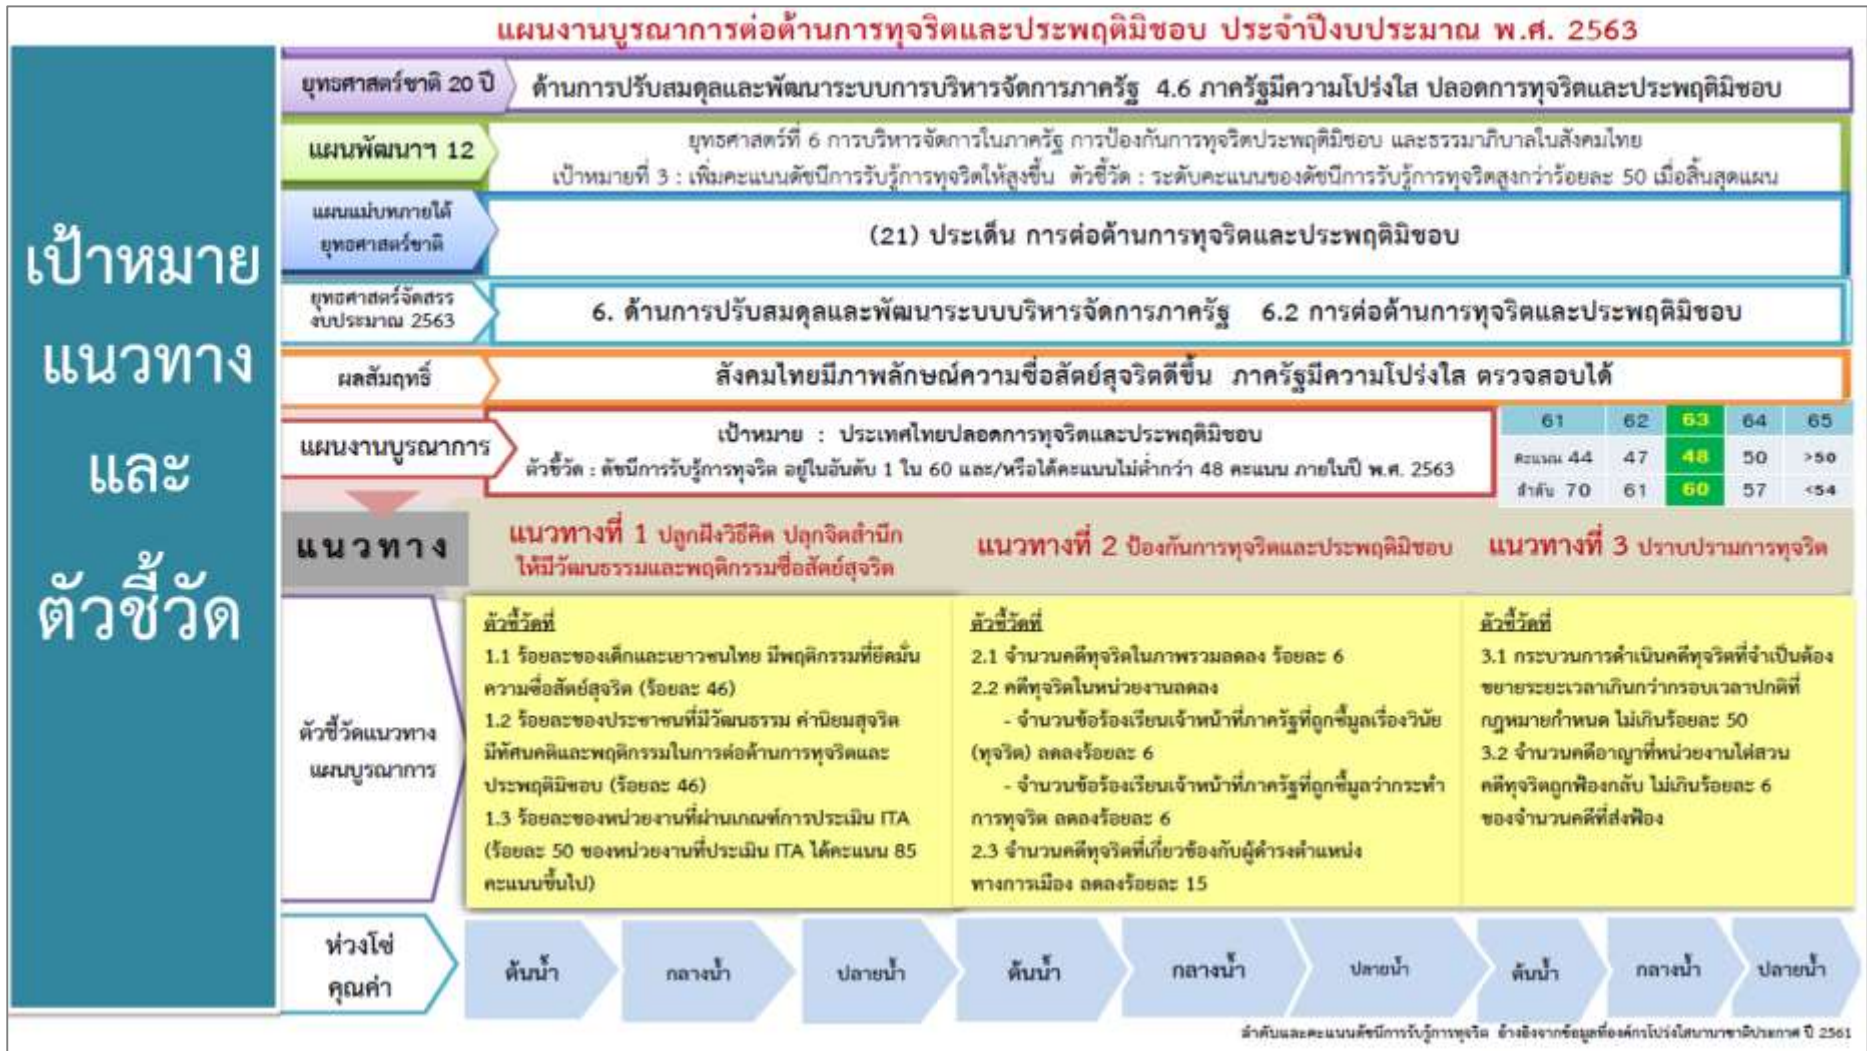 แผนงานบูรณาการต่อต้านการทุจริตและประพฤติมิชอบ ประจำปีงบประมาณ พ.ศ. 2563
เป้าหมาย
แนวทาง
และ
ตัวชี้วัด
ยุทธศาสตร์ชาติ 20 ปี
ด้านการปรับสมดุลและพัฒนาระบบการบริหารจัดการภาครัฐ 4.6 ภาครัฐมีความโปร่งใส ปลอดการทุจริตและประพฤติมิชอบ
แผนพัฒนาฯ 12
ยุทธศาสตร์ที่ 6 การบริหารจัดการในภาครัฐ การป้องกันการทุจริตประพฤติมิชอบ และธรรมาภิบาลในสังคมไทย
เป้าหมายที่ 3 : เพิ่มคะแนนดัชนีการรับรู้การทุจริตให้สูงขึ้น ตัวชี้วัด : ระดับคะแนนของดัชนีการรับรู้การทุจริตสูงกว่าร้อยละ 50 เมื่อสิ้นสุดแผน
แผนแม่บทภายใต้
ยุทธศาสตร์ชาติ
(21) ประเด็น การต่อต้านการทุจริตและประพฤติมิชอบ
ยุทธศาสตร์จัดสรร
งบประมาณ 2563
6. ด้านการปรับสมดุลและพัฒนาระบบบริหารจัดการภาครัฐ 6.2 การต่อต้านการทุจริตและประพฤติมิชอบ
ผลสัมฤทธิ์
สังคมไทยมีภาพลักษณ์ความซื่อสัตย์สุจริตดีขึ้น ภาครัฐมีความโปร่งใส ตรวจสอบได้
แผนงานบูรณาการ
เป้าหมาย : ประเทศไทยปลอดการทุจริตและประพฤติมิชอบ
ตัวชี้วัด : ดัชนีการรับรู้การทุจริต อยู่ในอันดับ 1 ใน 60 และ/หรือได้คะแนนไม่ต่ำกว่า 48 คะแนน ภายในปี พ.ศ. 2563
61 62 63 64 65
คะแนน 44 47 48 50 >50
ลำดับ 70 61 60 57 <54
แนวทาง
แนวทางที่ 1 ปลูกฝังวิธีคิด ปลุกจิตสำนึก
ให้มีวัฒนธรรมและพฤติกรรมซื่อสัตย์สุจริต
แนวทางที่ 2 ป้องกันการทุจริตและประพฤติมิชอบ
แนวทางที่ 3 ปราบปรามการทุจริต
ตัวชี้วัดแนวทาง
แผนบูรณาการ
ตัวชี้วัดที่
1.1 ร้อยละของเด็กและเยาวชนไทย มีพฤติกรรมที่ยึดมั่น
ความซื่อสัตย์สุจริต (ร้อยละ 46)
1.2 ร้อยละของประชาชนที่มีวัฒนธรรม ค่านิยมสุจริต
มีทัศนคติและพฤติกรรมในการต่อต้านการทุจริตและ
ประพฤติมิชอบ (ร้อยละ 46)
1.3 ร้อยละของหน่วยงานที่ผ่านเกณฑ์การประเมิน ITA
(ร้อยละ 50 ของหน่วยงานที่ประเมิน ITA ได้คะแนน 85
คะแนนขึ้นไป)
ตัวชี้วัดที่
2.1 จำนวนคดีทุจริตในภาพรวมลดลง ร้อยละ 6
2.2 คดีทุจริตในหน่วยงานลดลง
- จำนวนข้อร้องเรียนเจ้าหน้าที่ภาครัฐที่ถูกชี้มูลเรื่องวินัย
(ทุจริต) ลดลงร้อยละ 6
- จำนวนข้อร้องเรียนเจ้าหน้าที่ภาครัฐที่ถูกชี้มูลว่ากระทำ
การทุจริต ลดลงร้อยละ 6
2.3 จำนวนคดีทุจริตที่เกี่ยวข้องกับผู้ดำรงตำแหน่ง
ทางการเมือง ลดลงร้อยละ 15
ตัวชี้วัดที่
3.1 กระบวนการดำเนินคดีทุจริตที่จำเป็นต้อง
ขยายระยะเวลาเกินกว่ากรอบเวลาปกติที่
กฎหมายกำหนด ไม่เกินร้อยละ 50
3.2 จำนวนคดีอาญาที่หน่วยงานไต่สวน
คดีทุจริตถูกฟ้องกลับ ไม่เกินร้อยละ 6
ของจำนวนคดีที่ส่งฟ้อง
ห่วงโซ่
คุณค่า
ต้นน้ำ กลางน้ำ ปลายน้ำ ต้นน้ำ กลางน้ำ ปลายน้ำ ต้นน้ำ กลางน้ำ ปลายน้ำ
ลำดับและคะแนนดัชนีการรับรู้การทุจริต อ้างอิงจากข้อมูลที่องค์กรโปร่งใสนานาชาติประกาศ ปี 2561